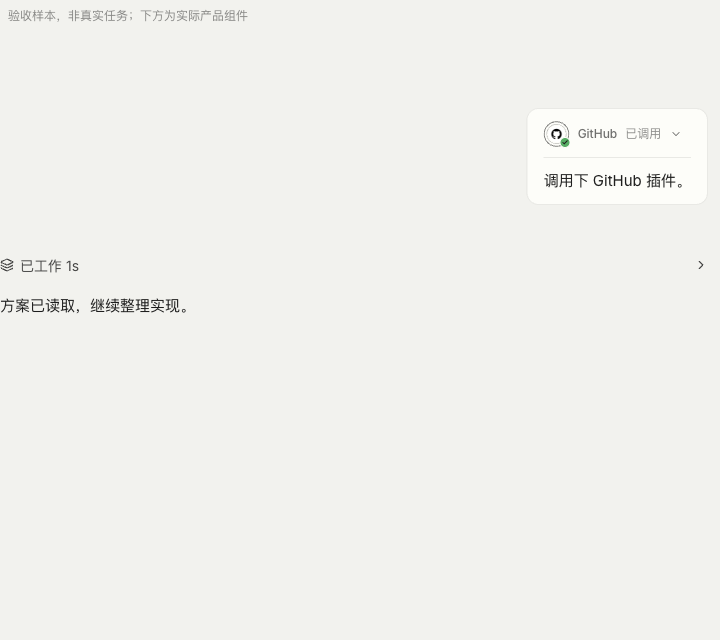 验收样本，非真实任务；下方为实际产品组件
GitHub 已调用
调用下 GitHub 插件。
已工作 1s
方案已读取，继续整理实现。